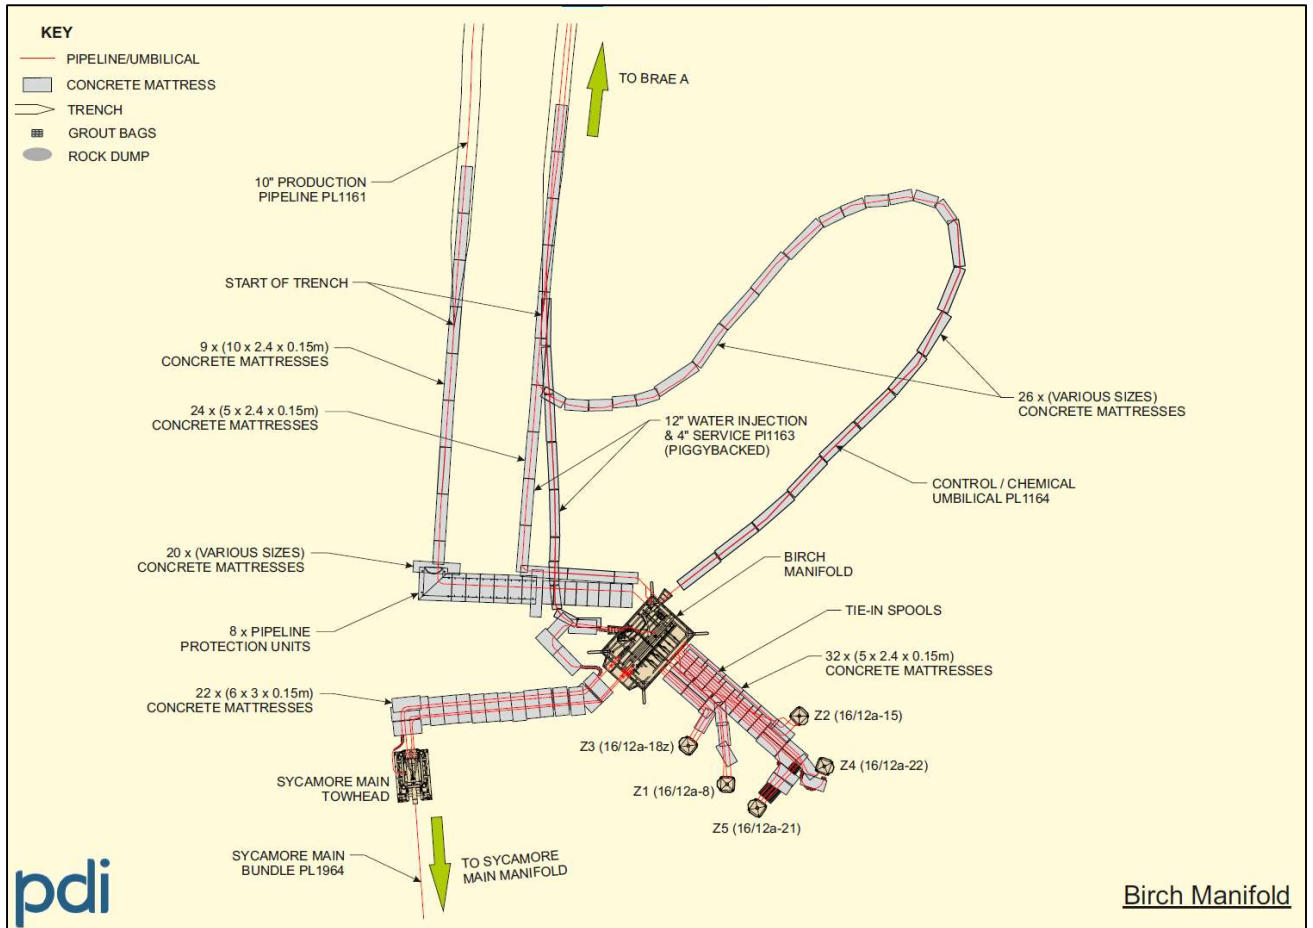 KEY
PIPELINE/UMBILICAL
CONCRETE MATTRESS
TRENCH
GROUT BAGS
ROCK DUMP
TO BRAE A
10" PRODUCTION
PIPELINE PL1161
START OF TRENCH
9 x (10 x 2.4 x 0.15m)
CONCRETE MATTRESSES
24 x (5 x 2.4 x 0.15m)
CONCRETE MATTRESSES
12" WATER INJECTION
& 4" SERVICE PI1163
(PIGGYBACKED)
26 x (VARIOUS SIZES)
CONCRETE MATTRESSES
CONTROL / CHEMICAL
UMBILICAL PL1164
20 x (VARIOUS SIZES)
CONCRETE MATTRESSES
BIRCH
MANIFOLD
TIE-IN SPOOLS
8 x PIPELINE
PROTECTION UNITS
32 x (5 x 2.4 x 0.15m)
CONCRETE MATTRESSES
22 x (6 x 3 x 0.15m)
CONCRETE MATTRESSES
Z2 (16/12a-15)
Z3 (16/12a-18z)
Z4 (16/12a-22)
Z1 (16/12a-8)
Z5 (16/12a-21)
SYCAMORE MAIN
TOWHEAD
SYCAMORE MAIN
BUNDLE PL1964
TO SYCAMORE
MAIN MANIFOLD
pdi
Birch Manifold